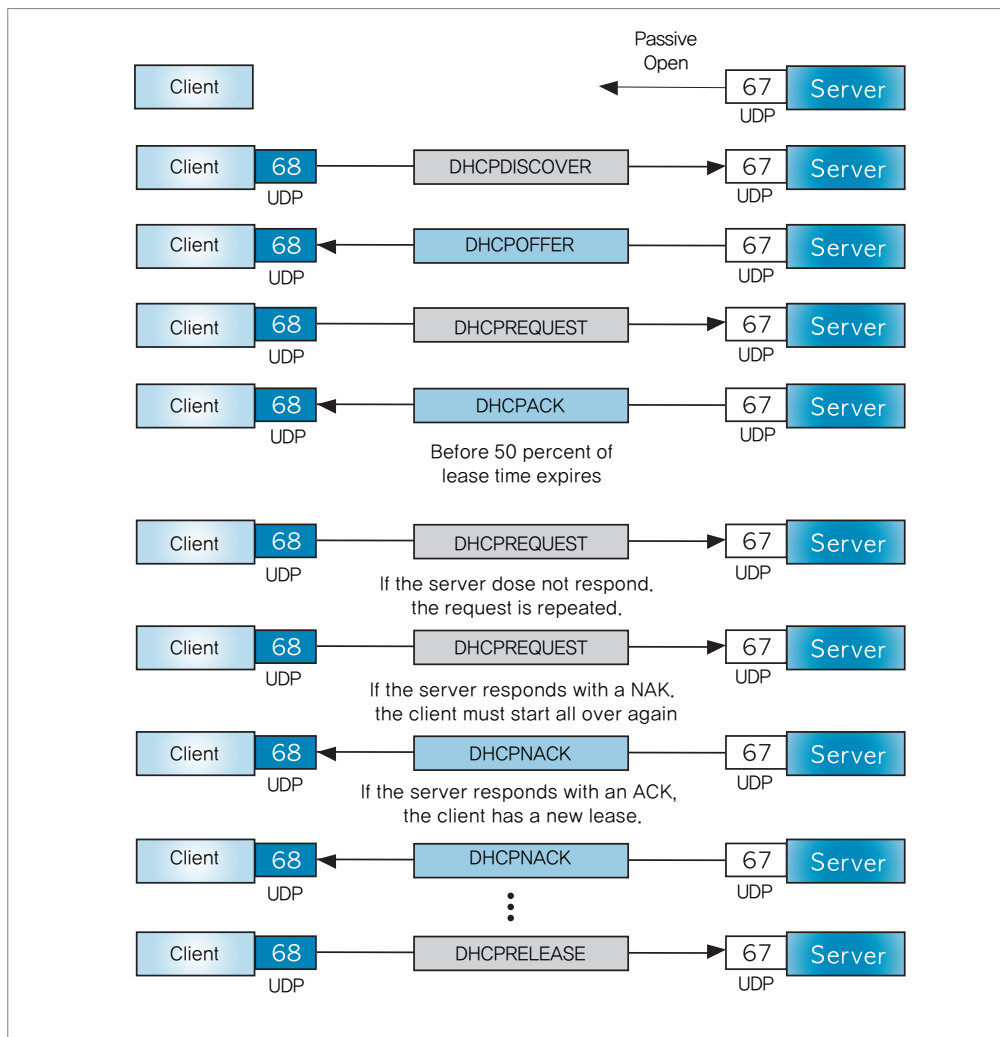 Passive
Open
Client
67
Server
UDP
Client
68
DHCPDISCOVER
67
Server
UDP
UDP
Client
68
DHCPOFFER
67
Server
UDP
UDP
Client
68
DHCPREQUEST
67
Server
UDP
UDP
Client
68
DHCPACK
67
Server
UDP
UDP
Before 50 percent of
lease time expires
Client
68
DHCPREQUEST
67
Server
UDP
UDP
If the server dose not respond.
the request is repeated.
Client
68
DHCPREQUEST
67
Server
UDP
UDP
If the server responds with a NAK.
the client must start all over again
Client
68
DHCPNACK
67
Server
UDP
UDP
If the server responds with an ACK,
the client has a new lease.
Client
68
DHCPNACK
67
Server
UDP
UDP
Client
68
DHCPRELEASE
67
Server
UDP
UDP